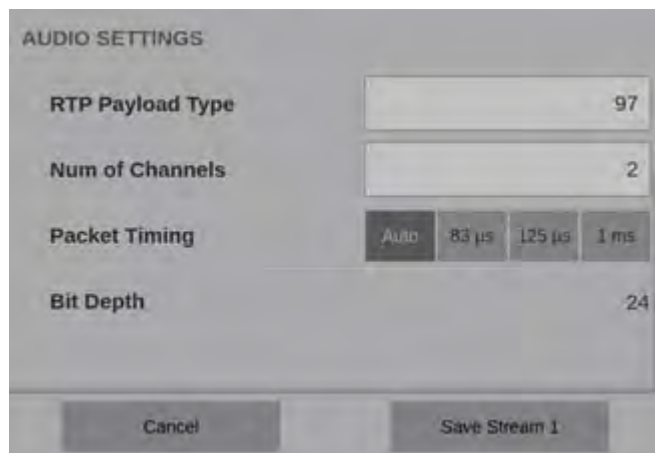 AUDIO SETTINGS
RTP Payload Type 97
Num of Channels 2
Packet Timing Auto 83 µs 125 µs 1 ms
Bit Depth 24
Cancel Save Stream 1